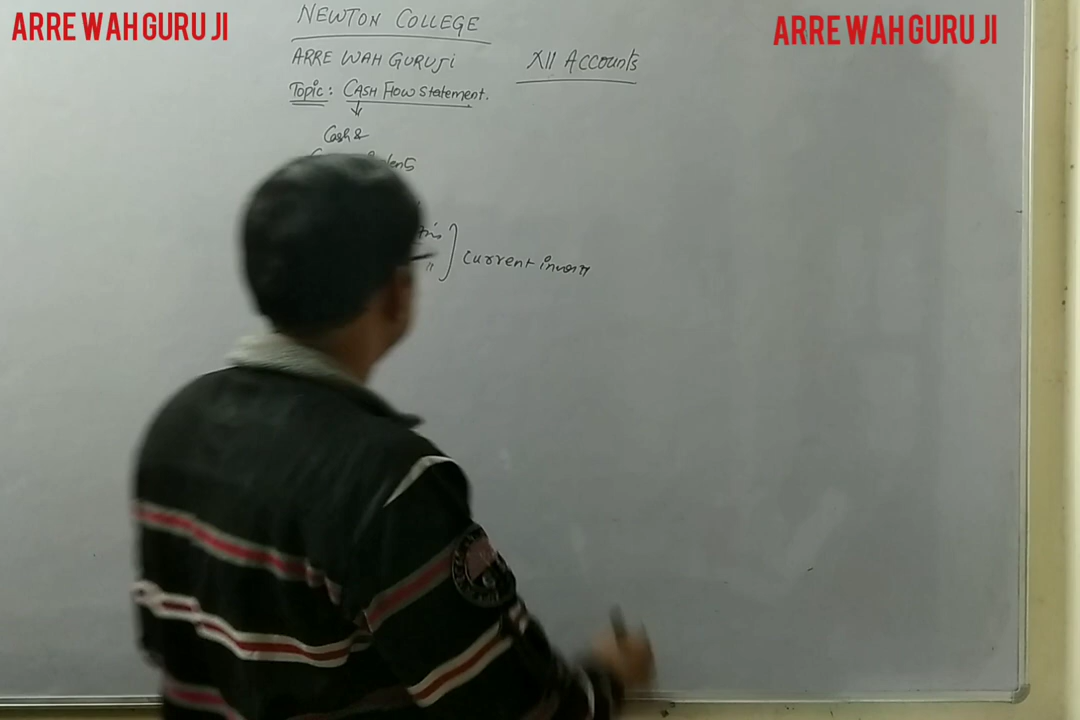 ARRE WAH GURU JI
ARRE WAH GURU JI
NEWTON COLLEGE
ARRE WAH GURUJi
XII Accounts
Topic: CASH Flow Statement.
Cash &
} Current